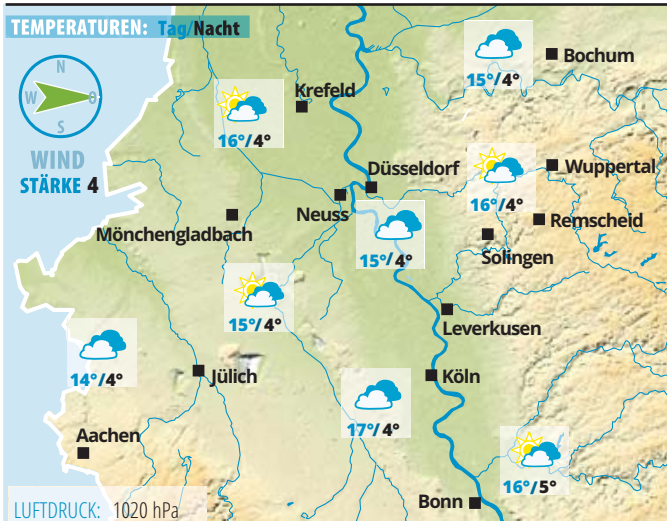 TEMPERATUREN: Tag/Nacht
N
W O
S
WIND
STÄRKE 4
Bochum
15°/4°
Krefeld
16°/4°
Düsseldorf
Wuppertal
16°/4°
Neuss
Remscheid
Mönchengladbach
Solingen
15°/4°
15°/4°
Leverkusen
14°/4°
Jülich
Köln
17°/4°
Aachen
16°/5°
Bonn
LUFTDRUCK: 1020 hPa